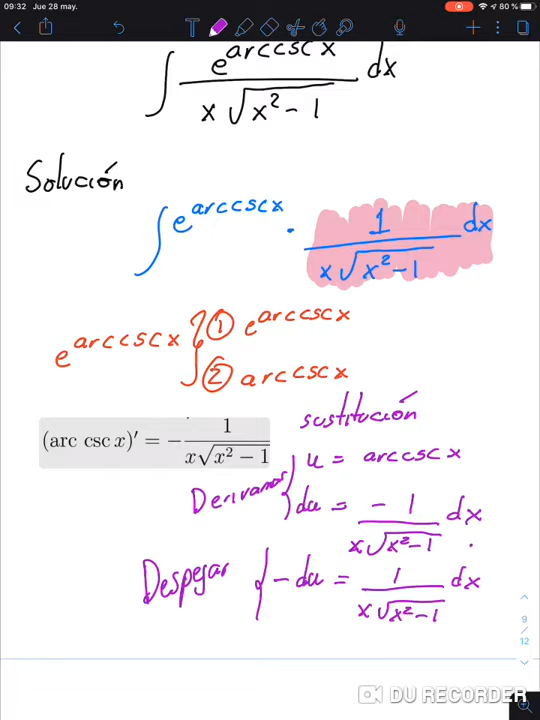 09:32 Jue 28 may. 80 %
∫ e^{arccsc x} / (x √(x² − 1)) dx
Solución
∫ e^{arccsc x} · 1 / (x √(x² − 1)) dx
e^{arccsc x} { ① e^{arccsc x}
② arccsc x
sustitución
(arc csc x)′ = − 1 / (x√(x² − 1))
u = arccsc x
Derivamos { du = −1 / (x√(x²−1)) dx
Despejar { −du = 1 / (x√(x²−1)) dx
9 / 12
DU RECORDER